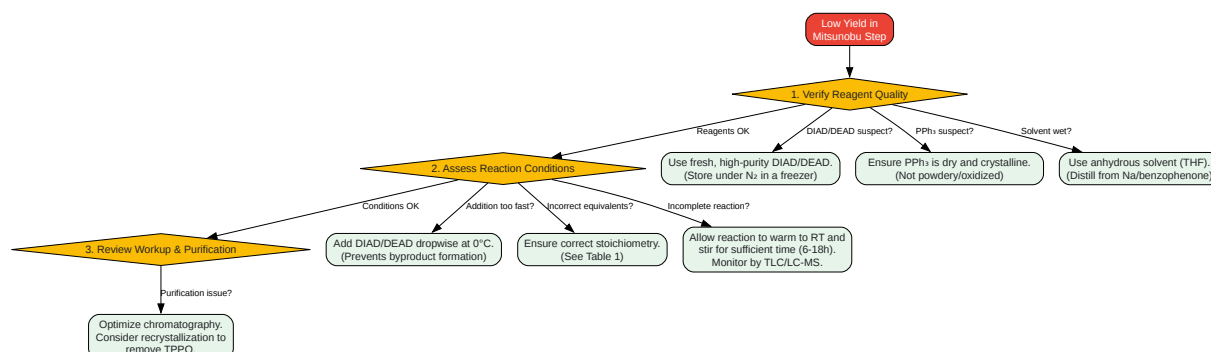 Low Yield in
Mitsunobu Step
1. Verify Reagent Quality
Reagents OK
DIAD/DEAD suspect?
PPh₃ suspect?
Solvent wet?
Use fresh, high-purity DIAD/DEAD.
(Store under N₂ in a freezer)
Ensure PPh₃ is dry and crystalline.
(Not powdery/oxidized)
Use anhydrous solvent (THF).
(Distill from Na/benzophenone)
2. Assess Reaction Conditions
Conditions OK
Addition too fast?
Incorrect equivalents?
Incomplete reaction?
Add DIAD/DEAD dropwise at 0°C.
(Prevents byproduct formation)
Ensure correct stoichiometry.
(See Table 1)
Allow reaction to warm to RT and
stir for sufficient time (6-18h).
Monitor by TLC/LC-MS.
3. Review Workup & Purification
Purification issue?
Optimize chromatography.
Consider recrystallization to
remove TPPO.